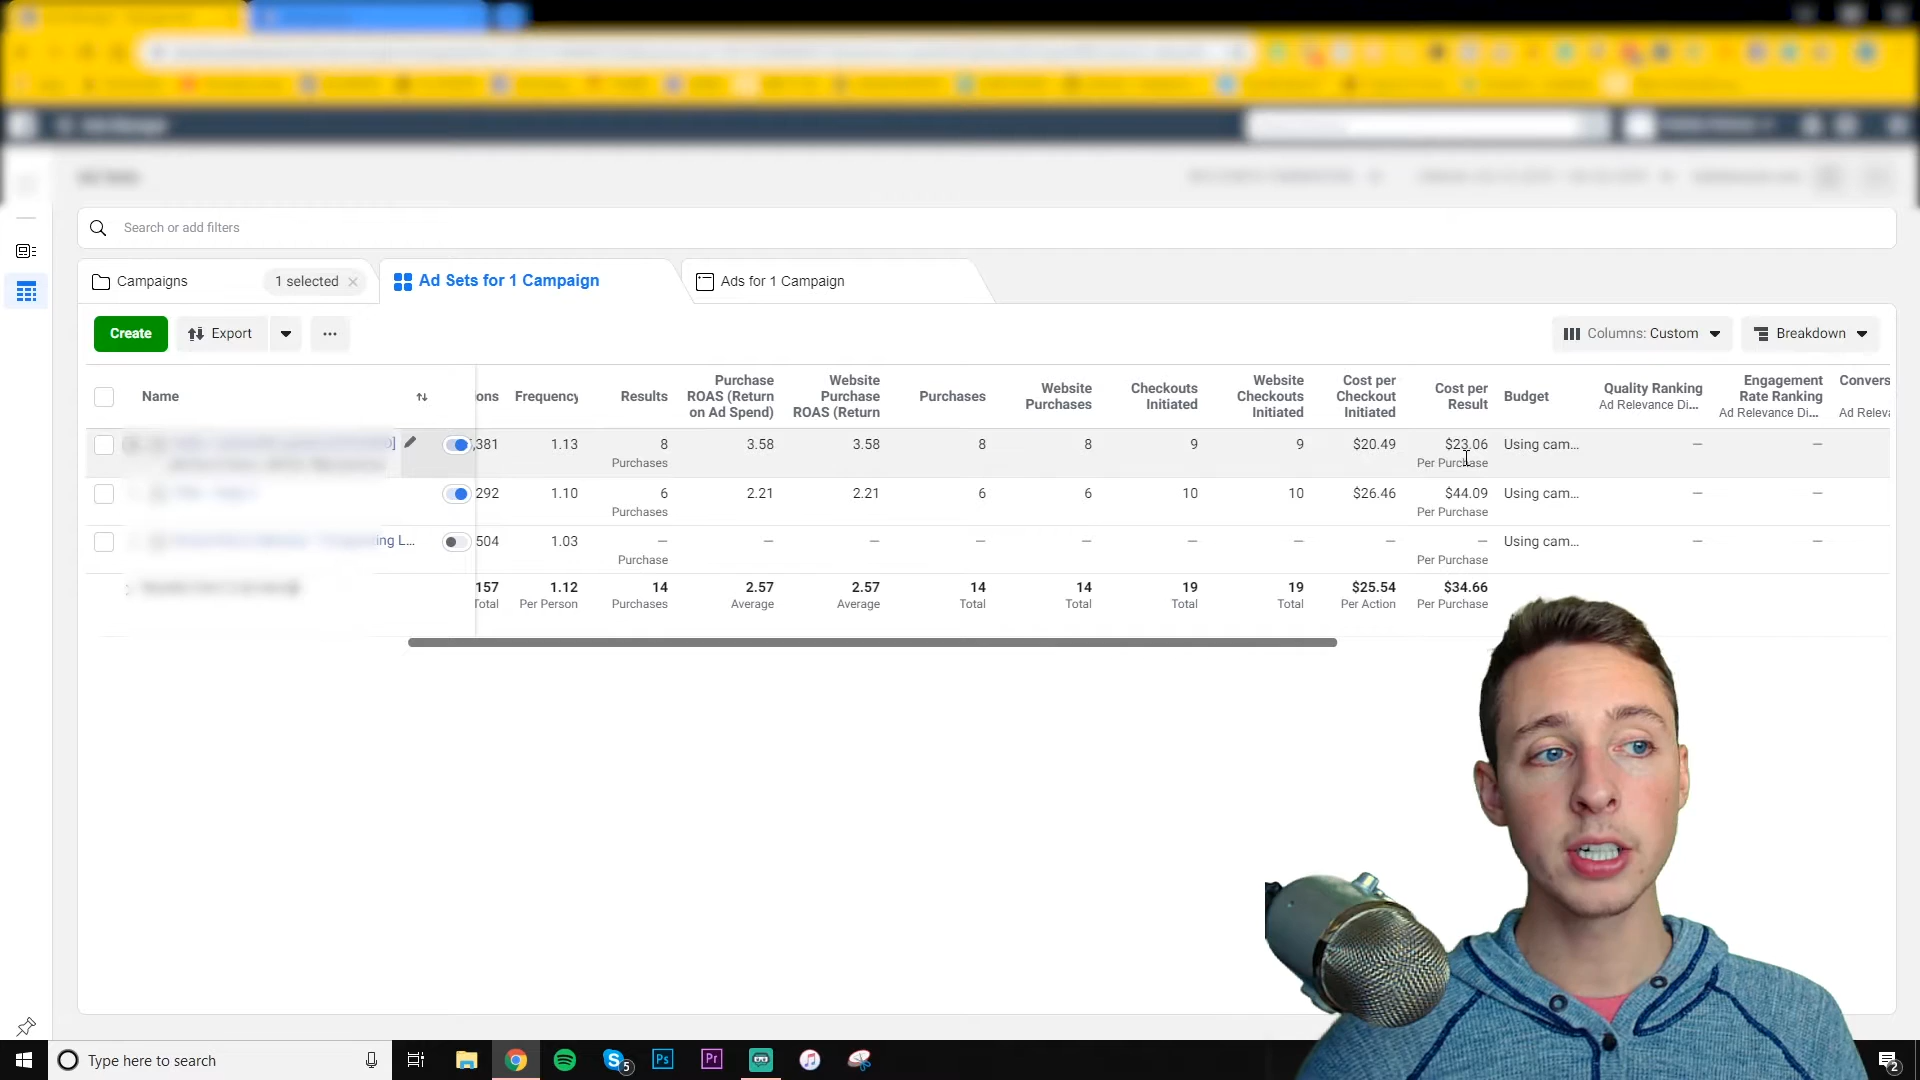 Search or add filters
Campaigns 1 selected
Ad Sets for 1 Campaign
Ads for 1 Campaign
Create Export ... Columns: Custom Breakdown
Name ons Frequency Results Purchase ROAS (Return on Ad Spend) Website Purchase ROAS (Return Purchases Website Purchases Checkouts Initiated Website Checkouts Initiated Cost per Checkout Initiated Cost per Result Budget Quality Ranking Ad Relevance Di... Engagement Rate Ranking Ad Relevance Di... Convers Ad Releva
,381 1.13 8 3.58 3.58 8 8 9 9 $20.49 $23.06 Using cam... — —
Purchases Per Purchase
292 1.10 6 2.21 2.21 6 6 10 10 $26.46 $44.09 Using cam... — —
Purchases Per Purchase
ng L... 504 1.03 — — — — — — — — — Using cam... — —
Purchase Per Purchase
157 1.12 14 2.57 2.57 14 14 19 19 $25.54 $34.66
Total Per Person Purchases Average Average Total Total Total Total Per Action Per Purchase
Type here to search
5
Ps
Pr
2